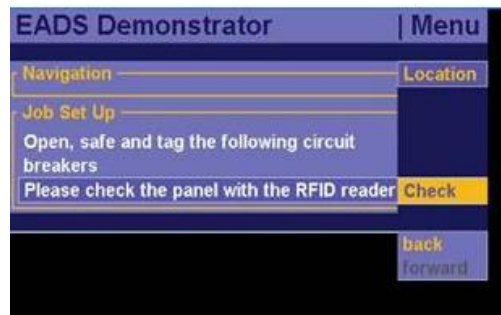 EADS Demonstrator | Menu
Navigation
Location
Job Set Up
Open, safe and tag the following circuit
breakers
Please check the panel with the RFID reader
Check
back
forward